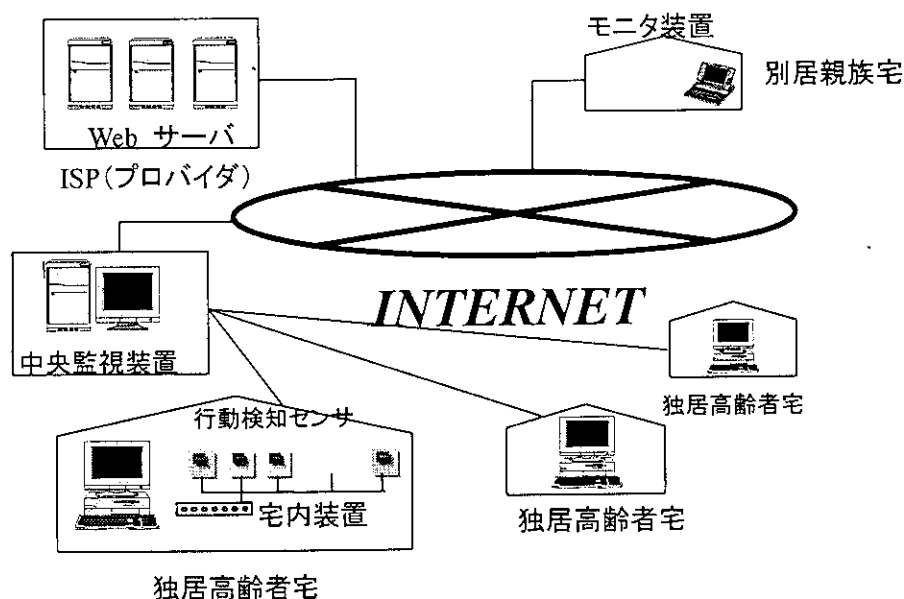 モニタ装置
別居親族宅
Web サーバ
ISP(プロバイダ)
INTERNET
中央監視装置
独居高齢者宅
行動検知センサ
宅内装置
独居高齢者宅
独居高齢者宅